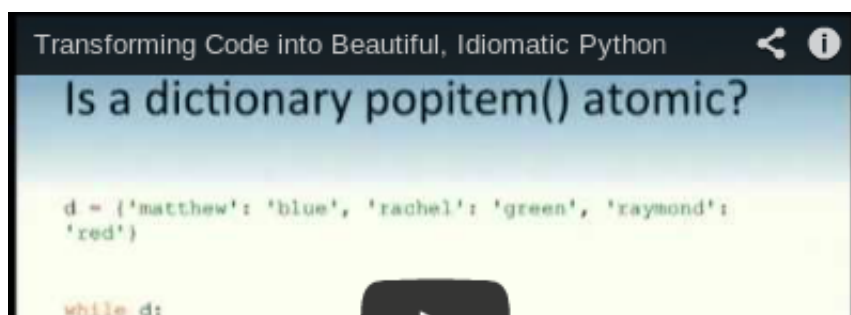 Transforming Code into Beautiful, Idiomatic Python
Is a dictionary popitem() atomic?
d = {'matthew': 'blue', 'rachel': 'green', 'raymond':
'red'}
while d: